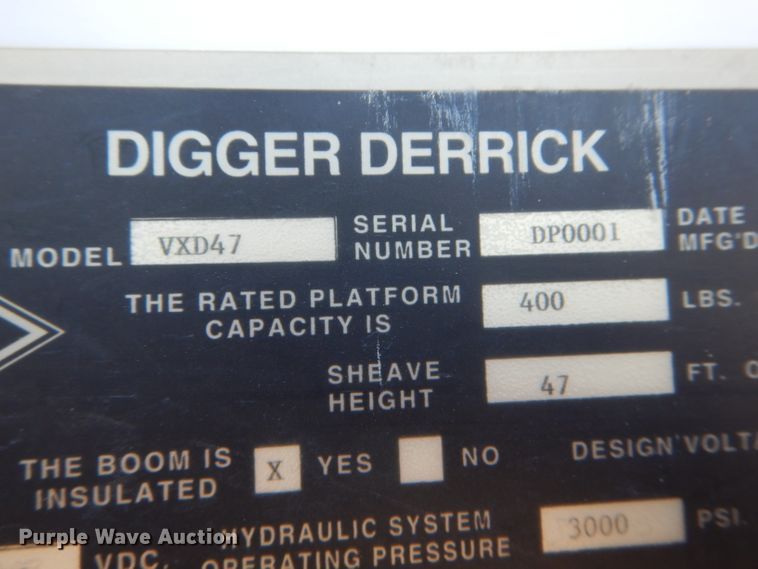 DIGGER DERRICK
MODEL VXD47 SERIAL NUMBER DP0001 DATE MFG'D
THE RATED PLATFORM CAPACITY IS 400 LBS.
SHEAVE HEIGHT 47 FT.
THE BOOM IS INSULATED X YES NO DESIGN VOLTA
VDC. HYDRAULIC SYSTEM OPERATING PRESSURE 3000 PSI.
Purple Wave Auction